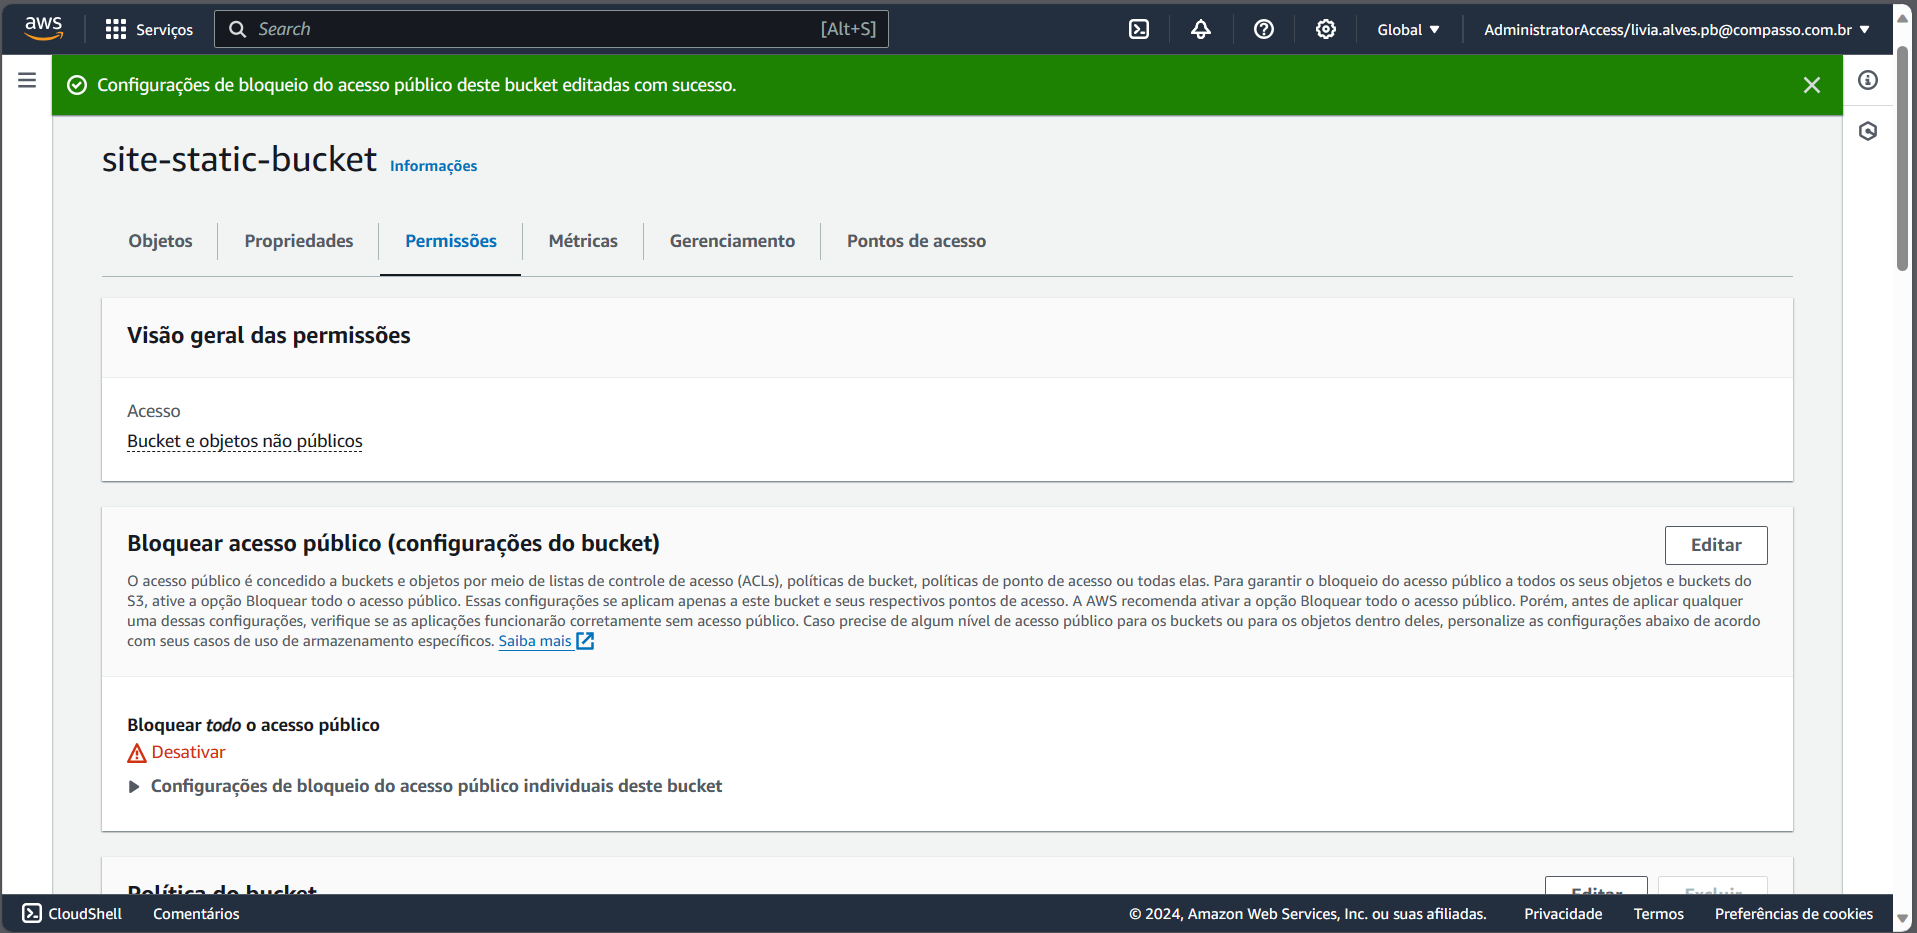 aws
Serviços
Search
[Alt+S]
Global
AdministratorAccess/livia.alves.pb@compasso.com.br
Configurações de bloqueio do acesso público deste bucket editadas com sucesso.
site-static-bucket Informações
Objetos
Propriedades
Permissões
Métricas
Gerenciamento
Pontos de acesso
Visão geral das permissões
Acesso
Bucket e objetos não públicos
Bloquear acesso público (configurações do bucket)
Editar
O acesso público é concedido a buckets e objetos por meio de listas de controle de acesso (ACLs), políticas de bucket, políticas de ponto de acesso ou todas elas. Para garantir o bloqueio do acesso público a todos os seus objetos e buckets do
S3, ative a opção Bloquear todo o acesso público. Essas configurações se aplicam apenas a este bucket e seus respectivos pontos de acesso. A AWS recomenda ativar a opção Bloquear todo o acesso público. Porém, antes de aplicar qualquer
uma dessas configurações, verifique se as aplicações funcionarão corretamente sem acesso público. Caso precise de algum nível de acesso público para os buckets ou para os objetos dentro deles, personalize as configurações abaixo de acordo
com seus casos de uso de armazenamento específicos. Saiba mais
Bloquear todo o acesso público
Desativar
Configurações de bloqueio do acesso público individuais deste bucket
Política do bucket
Editar
Excluir
CloudShell
Comentários
© 2024, Amazon Web Services, Inc. ou suas afiliadas.
Privacidade
Termos
Preferências de cookies